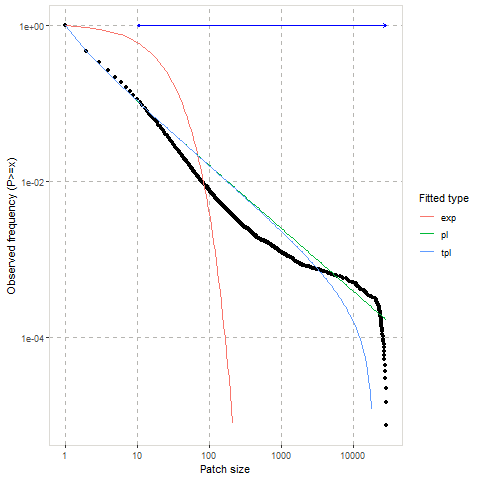 1e+00
1e-02
1e-04
Observed frequency (P>=x)
1
10
100
1000
10000
Patch size
Fitted type
exp
pl
tpl